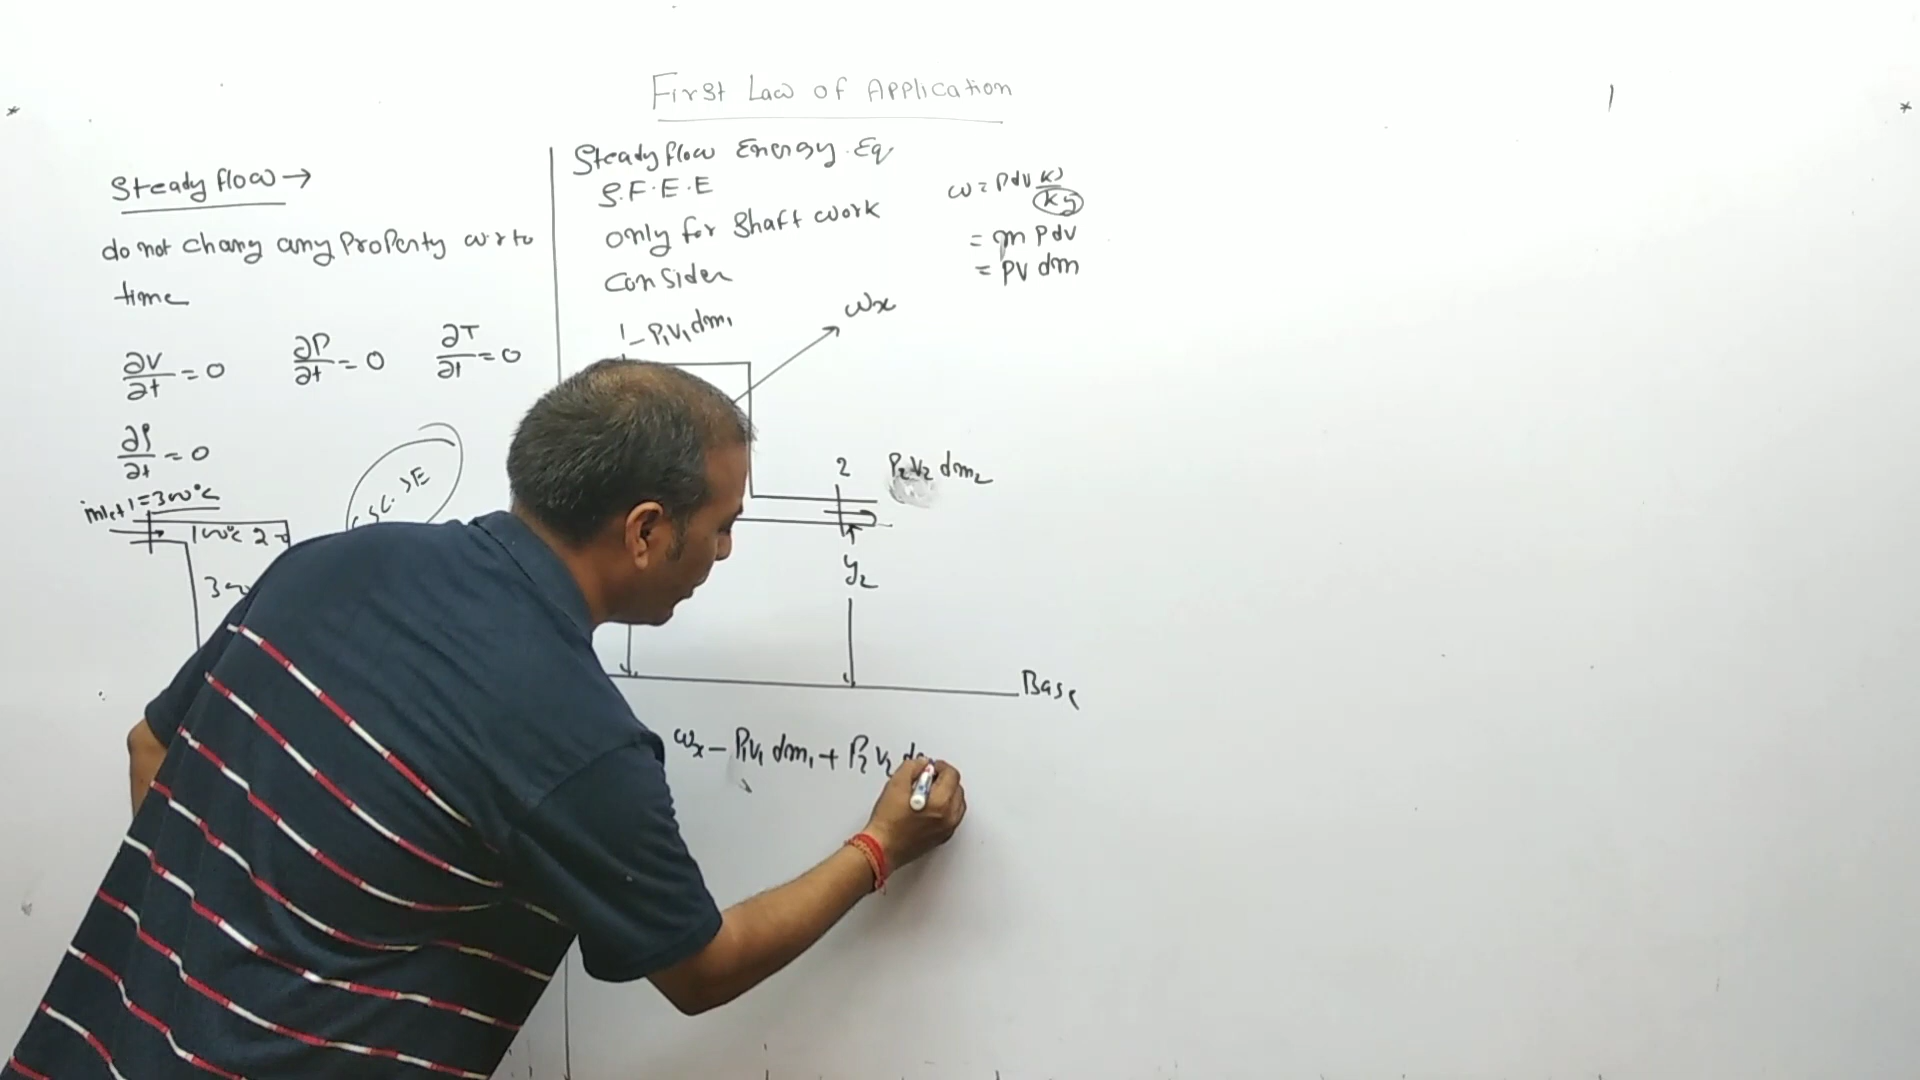 First Law of Application
Steady flow →
do not chang any Property w r to
time
∂V/∂t = 0 ∂P/∂t = 0 ∂T/∂t = 0
∂ρ/∂t = 0
inlet 1 = 300°C
100°C 2
Steady flow Energy Eq
S.F.E.E
only for Shaft work
consider
1 – P₁V₁ dm₁
Wx
2 P₂V₂ dm₂
y₂
Base
Wx – P₁V₁ dm₁ + P₂ V₂
W = Pdv KJ/Kg
= m Pdv
= PV dm